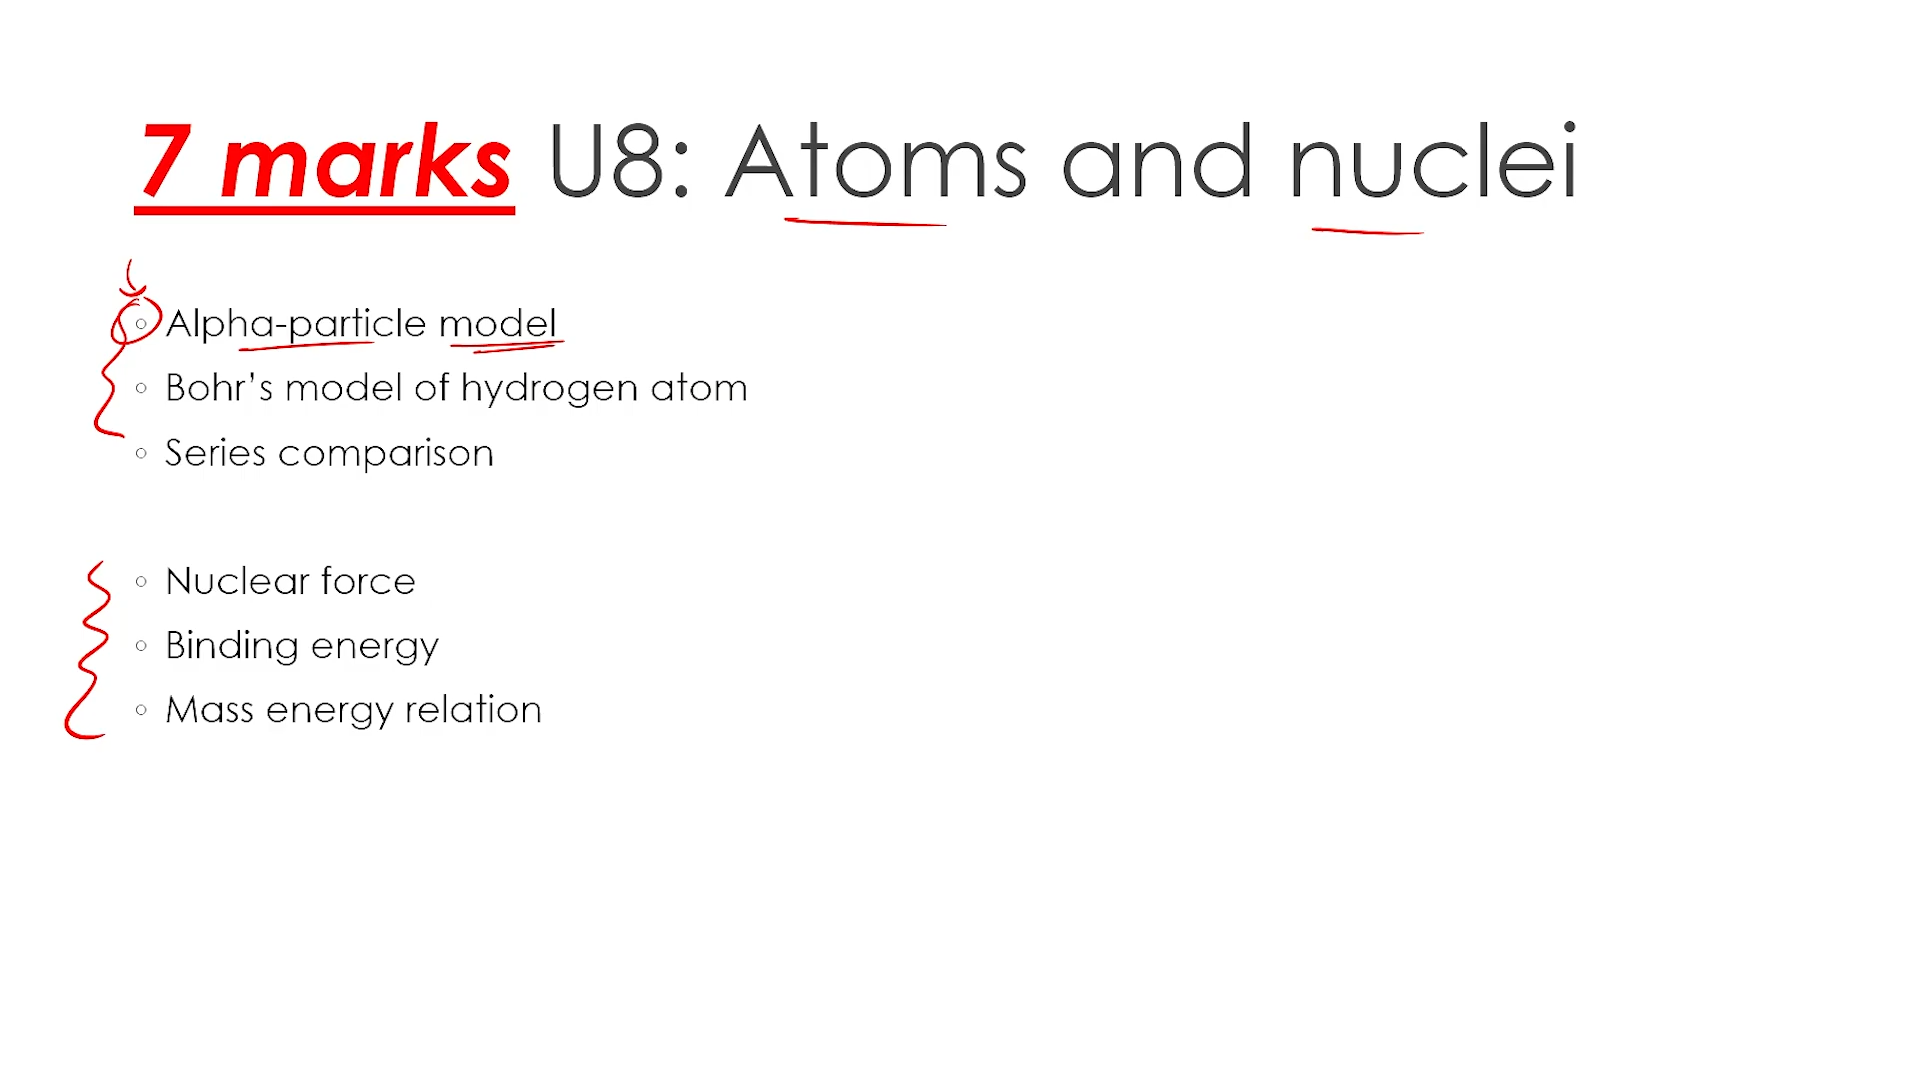 7 marks U8: Atoms and nuclei
Alpha-particle model
Bohr’s model of hydrogen atom
Series comparison
Nuclear force
Binding energy
Mass energy relation